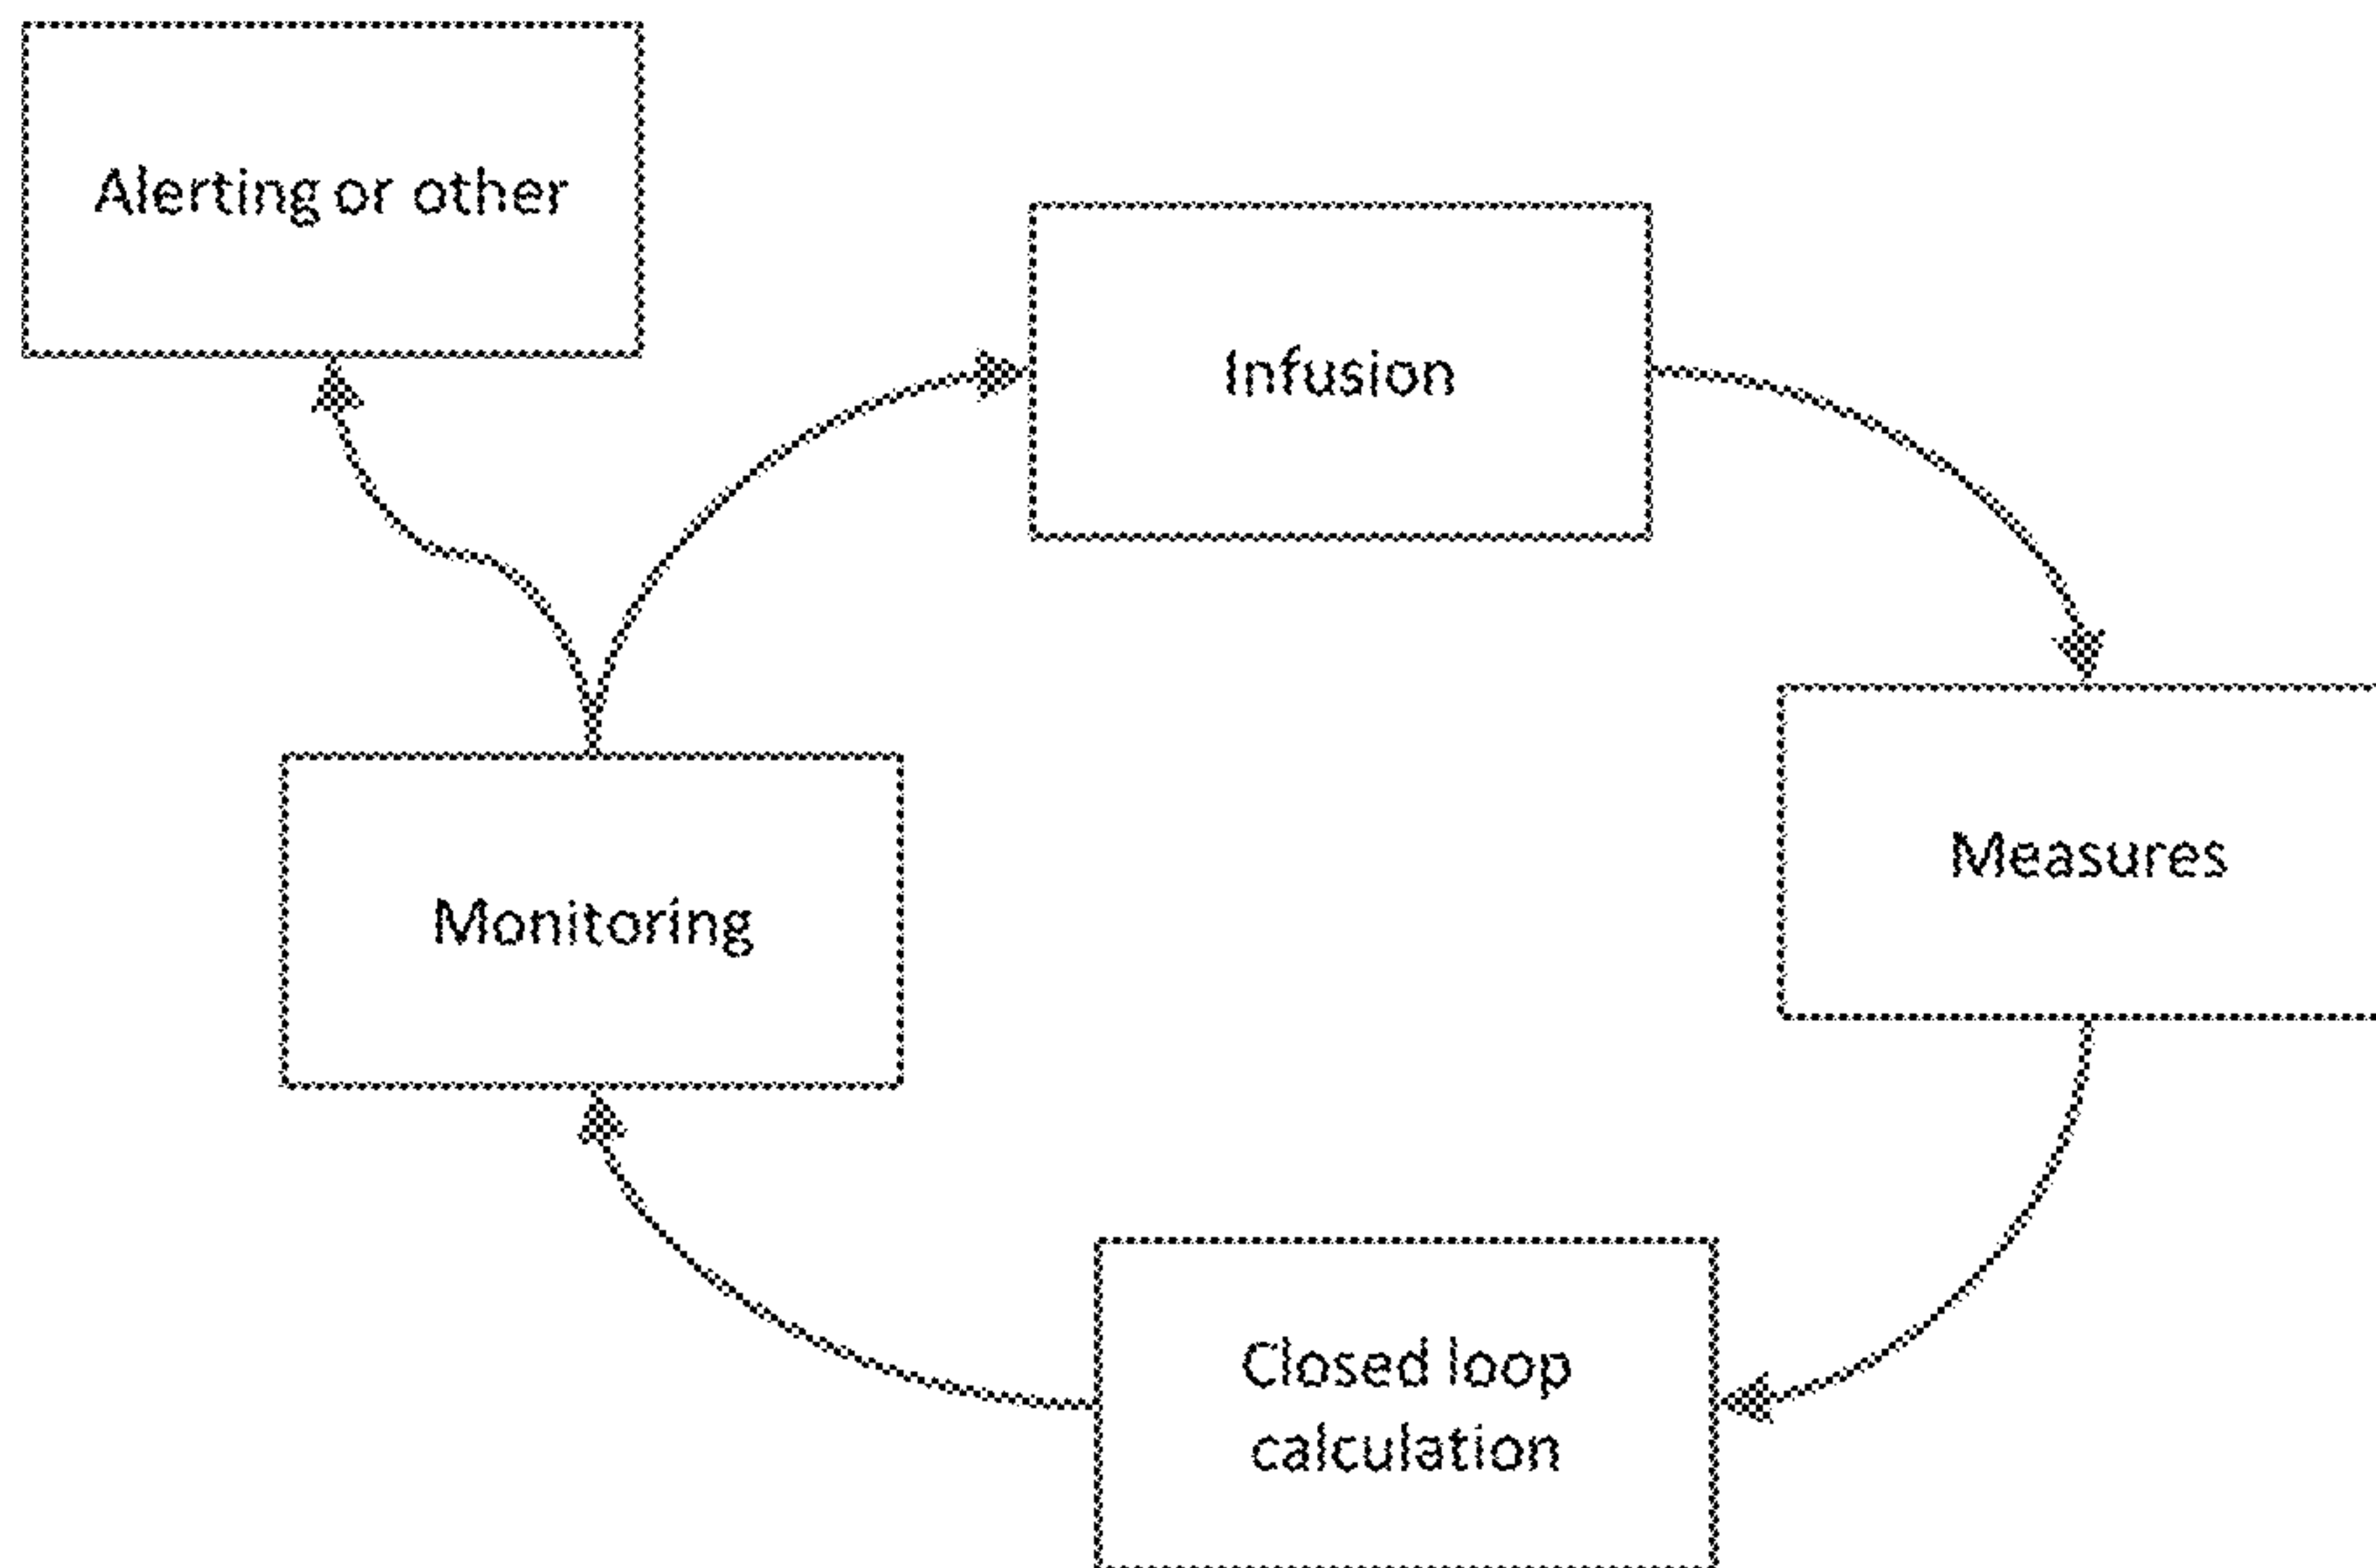 Alerting or other
Infusion
Measures
Monitoring
Closed loop
calculation